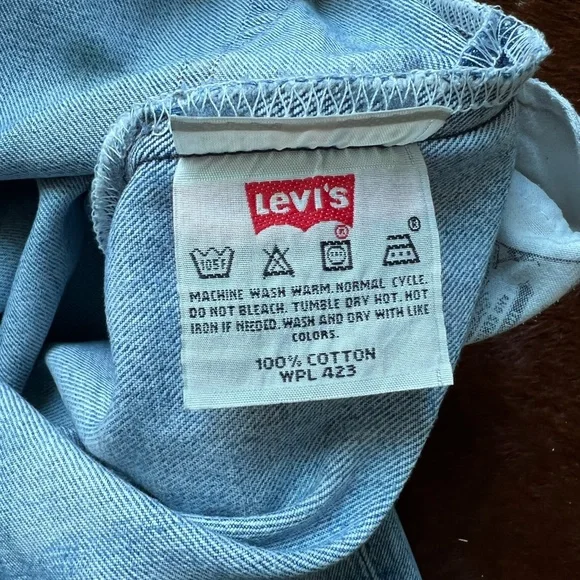 Levi's
®
105F ® ®
MACHINE WASH WARM. NORMAL CYCLE.
DO NOT BLEACH. TUMBLE DRY HOT. HOT
IRON IF NEEDED. WASH AND DRY WITH LIKE
COLORS.
100% COTTON
WPL 423